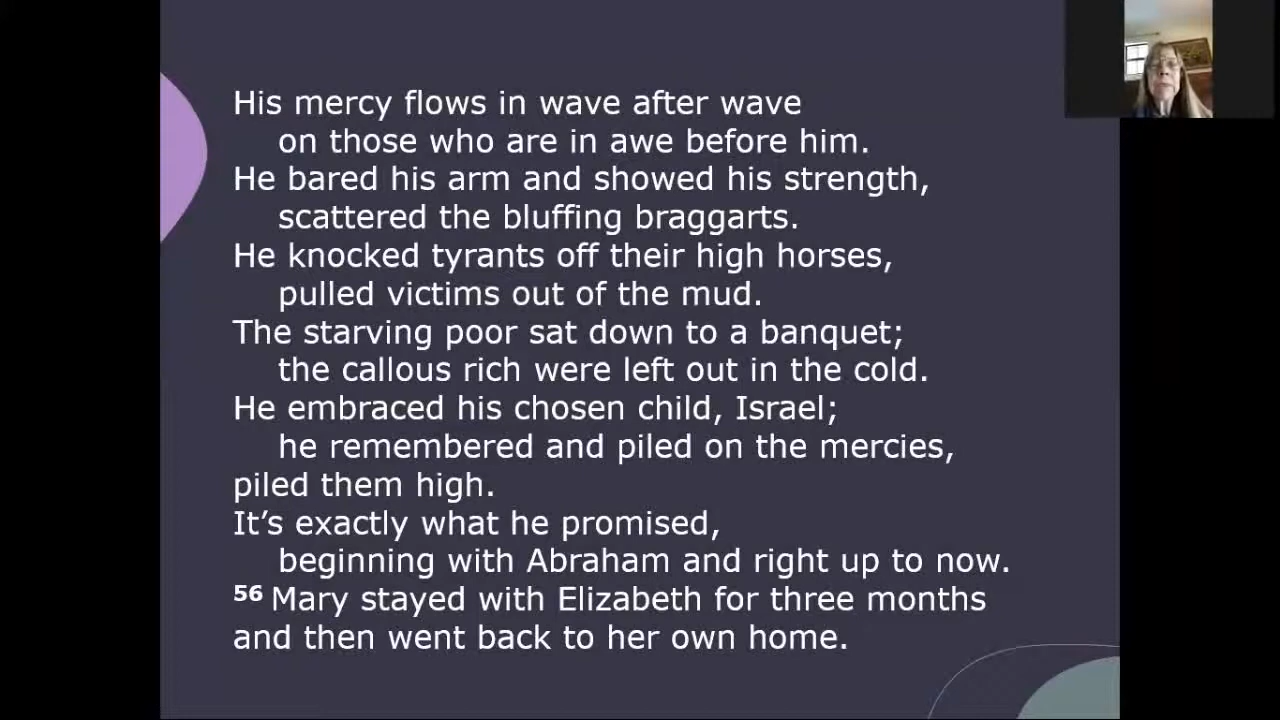 His mercy flows in wave after wave
on those who are in awe before him.
He bared his arm and showed his strength,
scattered the bluffing braggarts.
He knocked tyrants off their high horses,
pulled victims out of the mud.
The starving poor sat down to a banquet;
the callous rich were left out in the cold.
He embraced his chosen child, Israel;
he remembered and piled on the mercies,
piled them high.
It’s exactly what he promised,
beginning with Abraham and right up to now.
56 Mary stayed with Elizabeth for three months
and then went back to her own home.